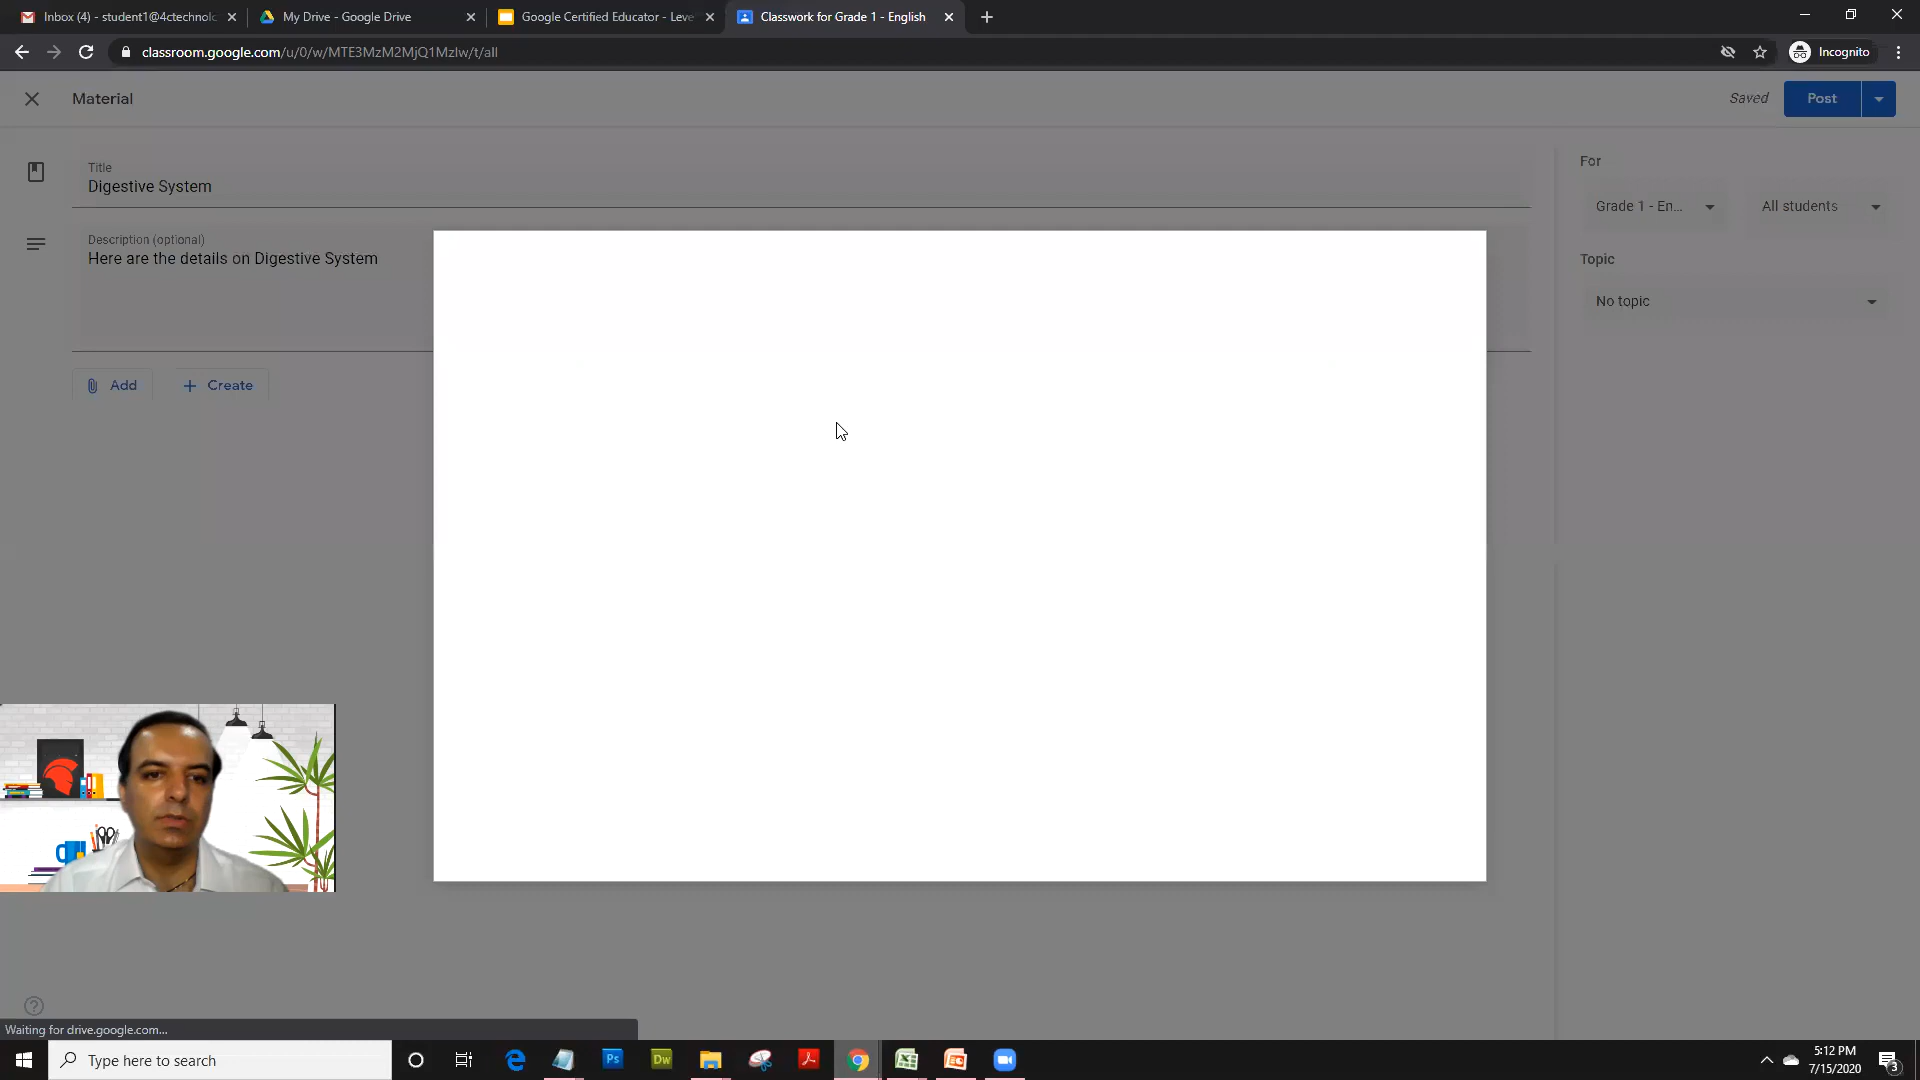 Inbox (4) - student1@4ctechnolc
My Drive - Google Drive
Google Certified Educator - Leve
Classwork for Grade 1 - English
classroom.google.com/u/0/w/MTE3MzM2MjQ1MzIw/t/all
Incognito
Material
Saved
Post
Title
Digestive System
Description (optional)
Here are the details on Digestive System
Add
Create
For
Grade 1 - En...
All students
Topic
No topic
Waiting for drive.google.com...
Type here to search
Ps
Dw
5:12 PM
7/15/2020
3